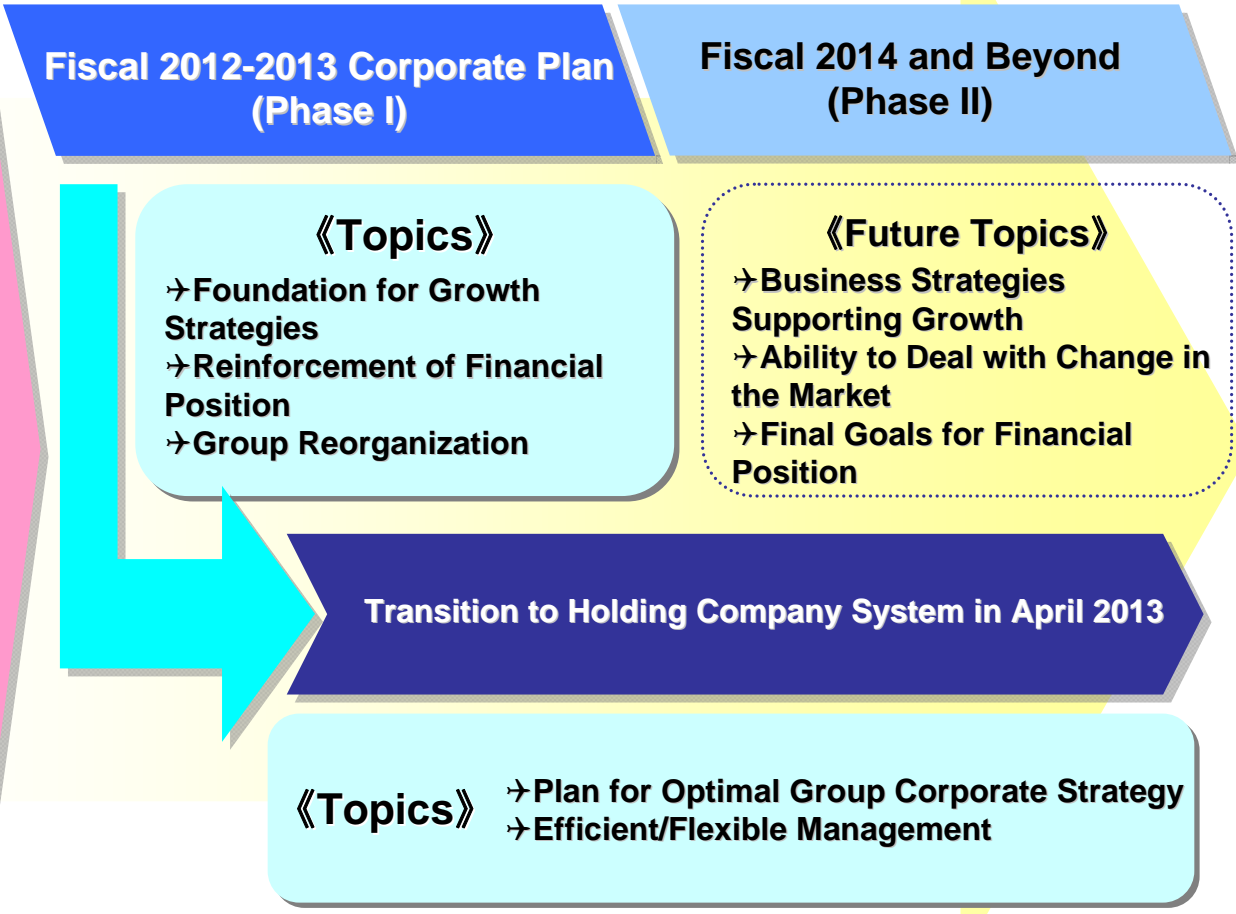 Fiscal 2012-2013 Corporate Plan
(Phase I)
Fiscal 2014 and Beyond
(Phase II)
《Topics》
✈Foundation for Growth
Strategies
✈Reinforcement of Financial
Position
✈Group Reorganization
《Future Topics》
✈Business Strategies
Supporting Growth
✈Ability to Deal with Change in
the Market
✈Final Goals for Financial
Position
Transition to Holding Company System in April 2013
《Topics》
✈Plan for Optimal Group Corporate Strategy
✈Efficient/Flexible Management